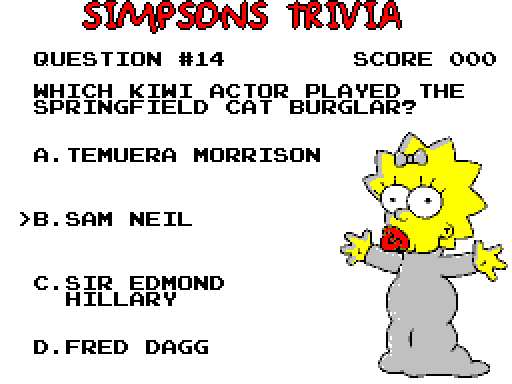 SIMPSONS TRIVIA
QUESTION #14 SCORE 000
WHICH KIWI ACTOR PLAYED THE
SPRINGFIELD CAT BURGLAR?
A.TEMUERA MORRISON
>B.SAM NEIL
C.SIR EDMOND
HILLARY
D.FRED DAGG